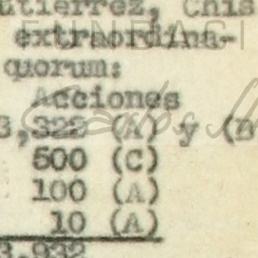 utierrez, Chis
extraordina-
quorum:
Acciones
3,322 (A) y (
500 (C)
100 (A)
10 (A)
3.932